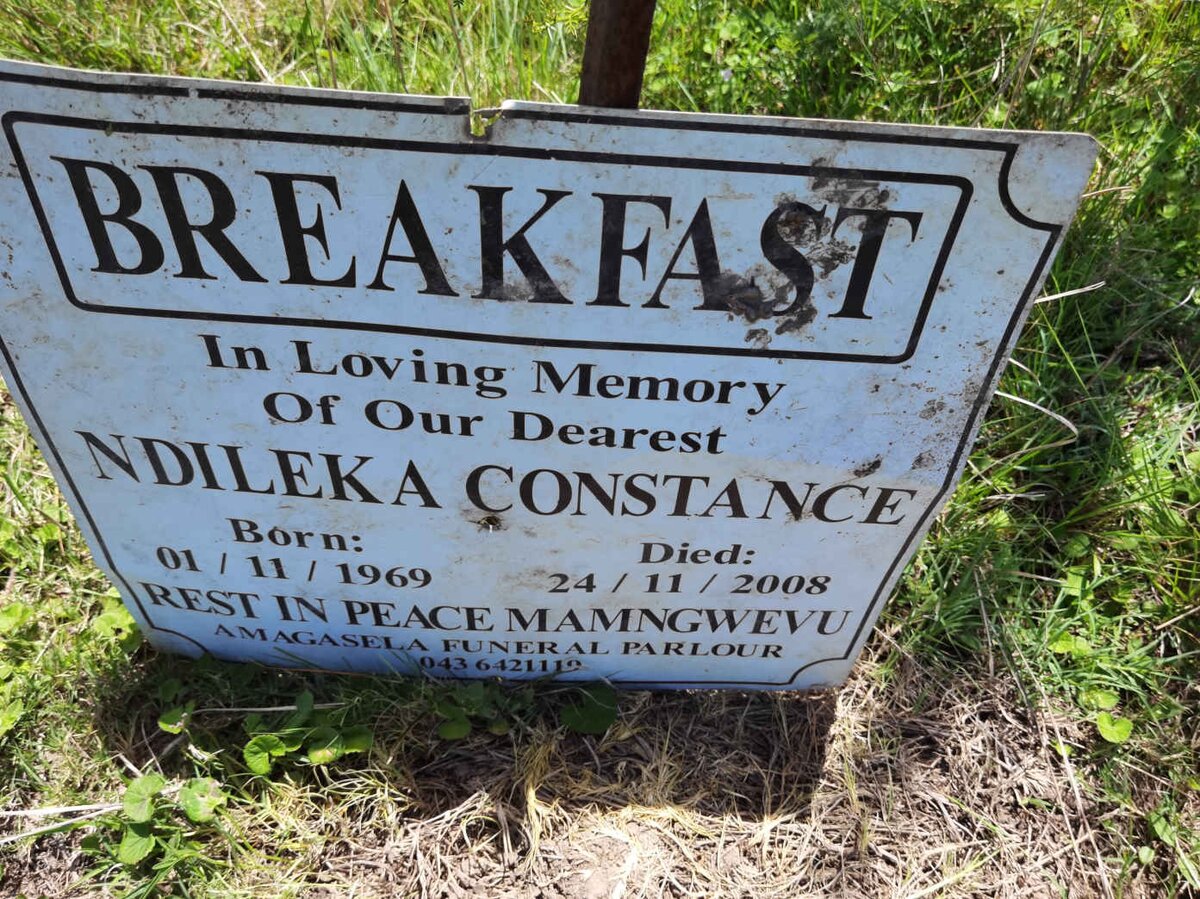 BREAKFAST
In Loving Memory
Of Our Dearest
NDILEKA CONSTANCE
Born:
01 / 11 / 1969
Died:
24 / 11 / 2008
REST IN PEACE MAMNGWEVU
AMAGASELA FUNERAL PARLOUR
043 6421119